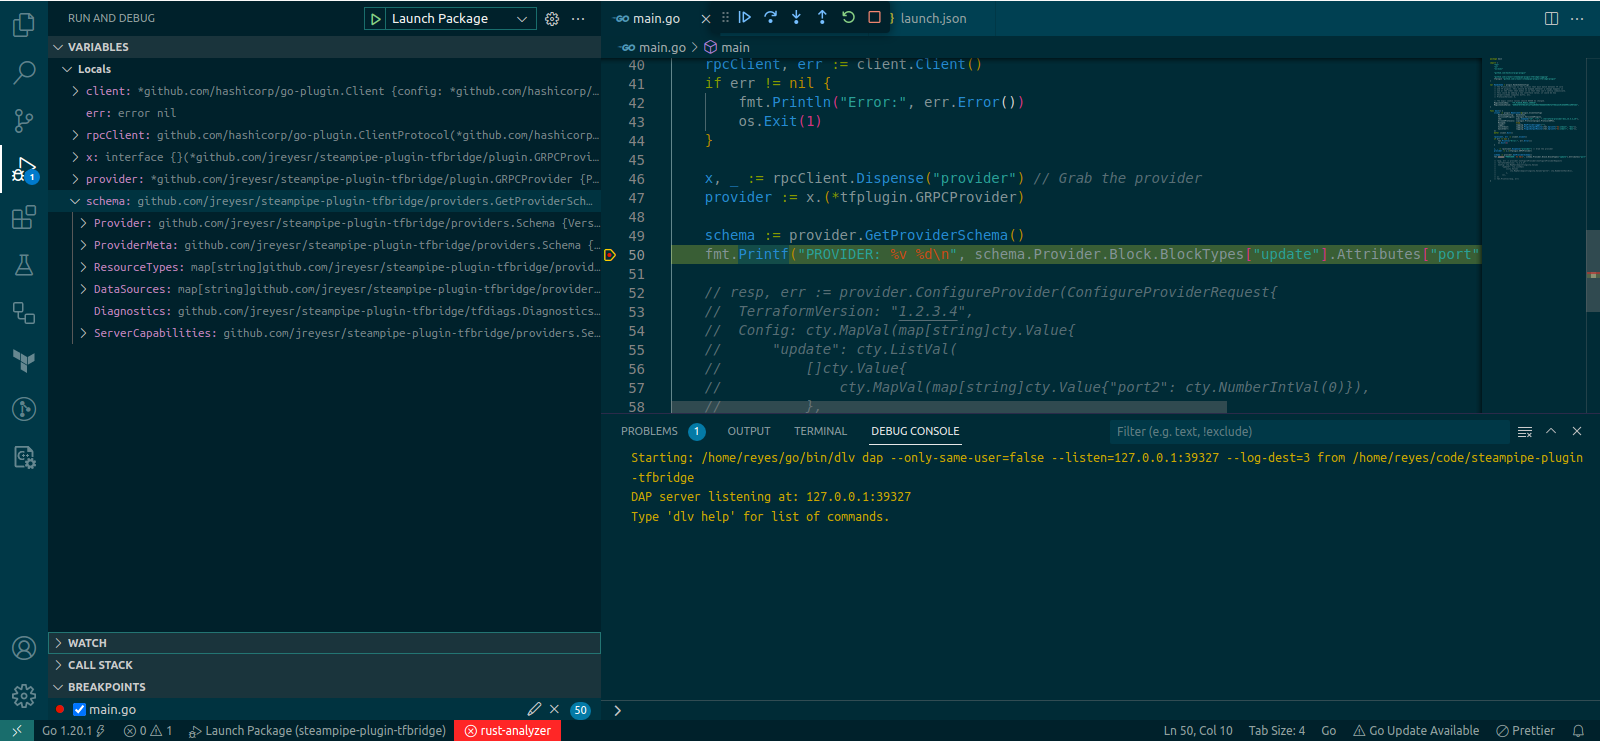 RUN AND DEBUG
Launch Package
VARIABLES
Locals
client: *github.com/hashicorp/go-plugin.Client {config: *github.com/hashicorp/…
err: error nil
rpcClient: github.com/hashicorp/go-plugin.ClientProtocol(*github.com/hashicorp…
x: interface {}(*github.com/jreyesr/steampipe-plugin-tfbridge/plugin.GRPCProvi…
provider: *github.com/jreyesr/steampipe-plugin-tfbridge/plugin.GRPCProvider {P…
schema: github.com/jreyesr/steampipe-plugin-tfbridge/providers.GetProviderSch…
Provider: github.com/jreyesr/steampipe-plugin-tfbridge/providers.Schema {Vers…
ProviderMeta: github.com/jreyesr/steampipe-plugin-tfbridge/providers.Schema {…
ResourceTypes: map[string]github.com/jreyesr/steampipe-plugin-tfbridge/provid…
DataSources: map[string]github.com/jreyesr/steampipe-plugin-tfbridge/provider…
Diagnostics: github.com/jreyesr/steampipe-plugin-tfbridge/tfdiags.Diagnostics…
ServerCapabilities: github.com/jreyesr/steampipe-plugin-tfbridge/providers.Se…
1
WATCH
CALL STACK
BREAKPOINTS
main.go 50
GO main.go
} launch.json
GO main.go > main
40 rpcClient, err := client.Client()
41 if err != nil {
42 fmt.Println("Error:", err.Error())
43 os.Exit(1)
44 }
45
46 x, _ := rpcClient.Dispense("provider") // Grab the provider
47 provider := x.(*tfplugin.GRPCProvider)
48
49 schema := provider.GetProviderSchema()
50 fmt.Printf("PROVIDER: %v %d\n", schema.Provider.Block.BlockTypes["update"].Attributes["port"
51
52 // resp, err := provider.ConfigureProvider(ConfigureProviderRequest{
53 // TerraformVersion: "1.2.3.4",
54 // Config: cty.MapVal(map[string]cty.Value{
55 // "update": cty.ListVal(
56 // []cty.Value{
57 // cty.MapVal(map[string]cty.Value{"port2": cty.NumberIntVal(0)}),
58 // },
PROBLEMS 1 OUTPUT TERMINAL DEBUG CONSOLE
Filter (e.g. text, !exclude)
Starting: /home/reyes/go/bin/dlv dap --only-same-user=false --listen=127.0.0.1:39327 --log-dest=3 from /home/reyes/code/steampipe-plugin
-tfbridge
DAP server listening at: 127.0.0.1:39327
Type 'dlv help' for list of commands.
>
Go 1.20.1 0 1 Launch Package (steampipe-plugin-tfbridge) rust-analyzer Ln 50, Col 10 Tab Size: 4 Go Go Update Available Prettier